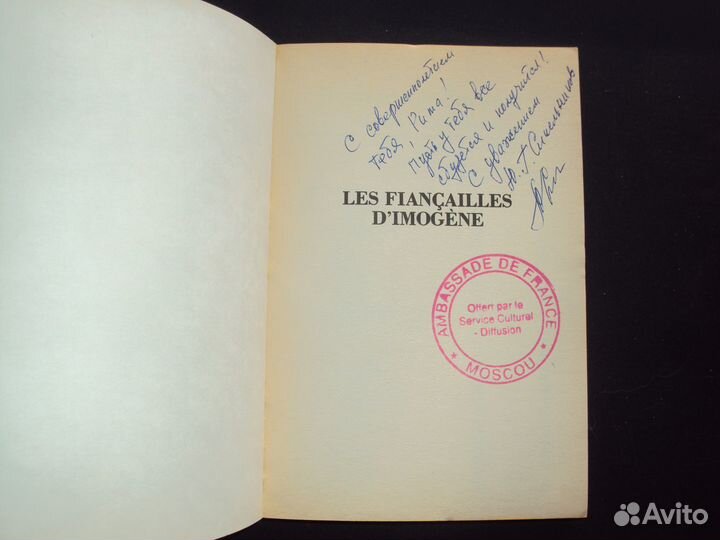 С совершеннолетием
тебя, Рита!
Пусть у тебя все
сбудется и получится!
С уважением
Ю.Г. Синельников
LES FIANÇAILLES
D'IMOGÈNE
AMBASSADE DE FRANCE
Offert par le
Service Culturel
- Diffusion
* MOSCOU *
Avito